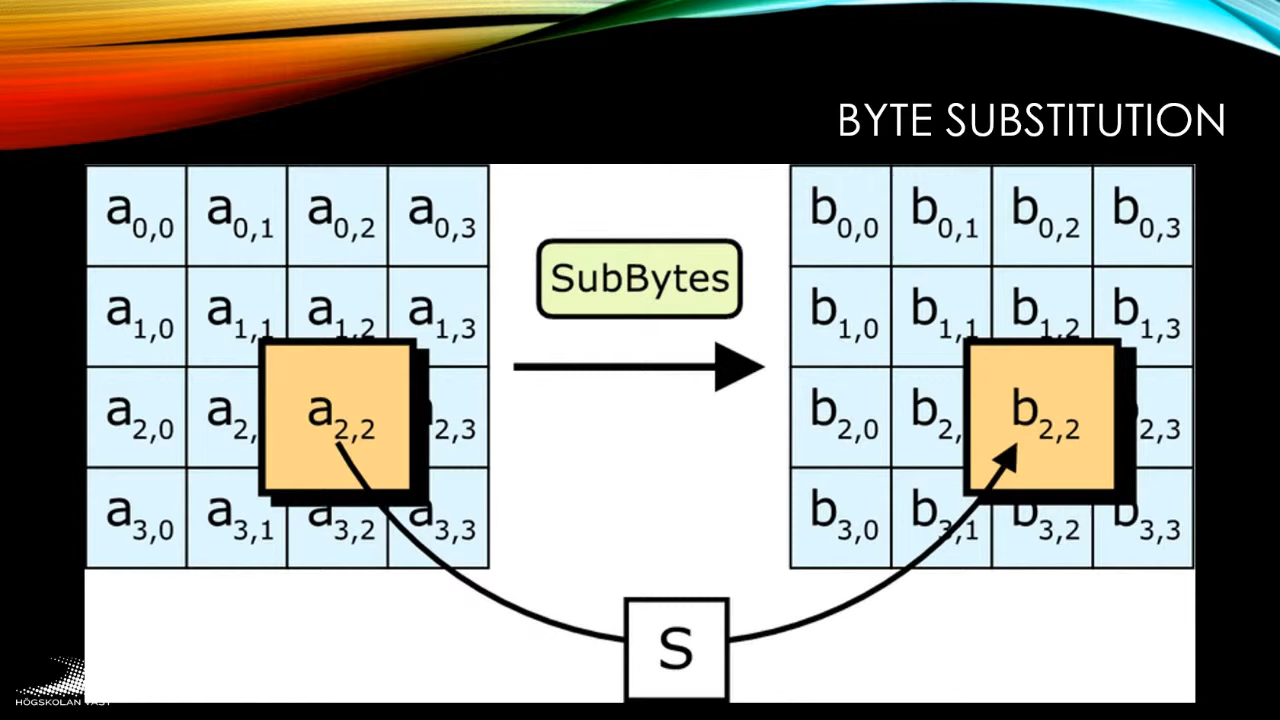 BYTE SUBSTITUTION
a0,0 a0,1 a0,2 a0,3
b0,0 b0,1 b0,2 b0,3
SubBytes
a1,0 a1,1 a1,2 a1,3
b1,0 b1,1 b1,2 b1,3
a2,0 a2, a2,2 2,3
b2,0 b2, b2,2 2,3
a3,0 a3,1 a3,2 a3,3
b3,0 b3,1 b3,2 b3,3
S
HÖGSKOLAN VÄST